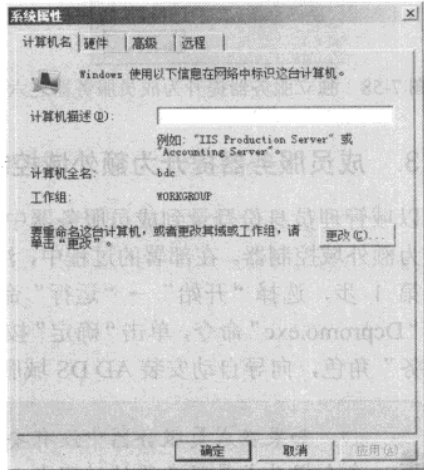 系统属性
计算机名 硬件 高级 远程
Windows 使用以下信息在网络中标识这台计算机。
计算机描述(D):
例如: "IIS Production Server" 或
"Accounting Server"。
计算机全名: bdc
工作组: WORKGROUP
要重命名这台计算机，或者更改其域或工作组，请
单击"更改"。
更改(C)...
确定 取消 应用(A)